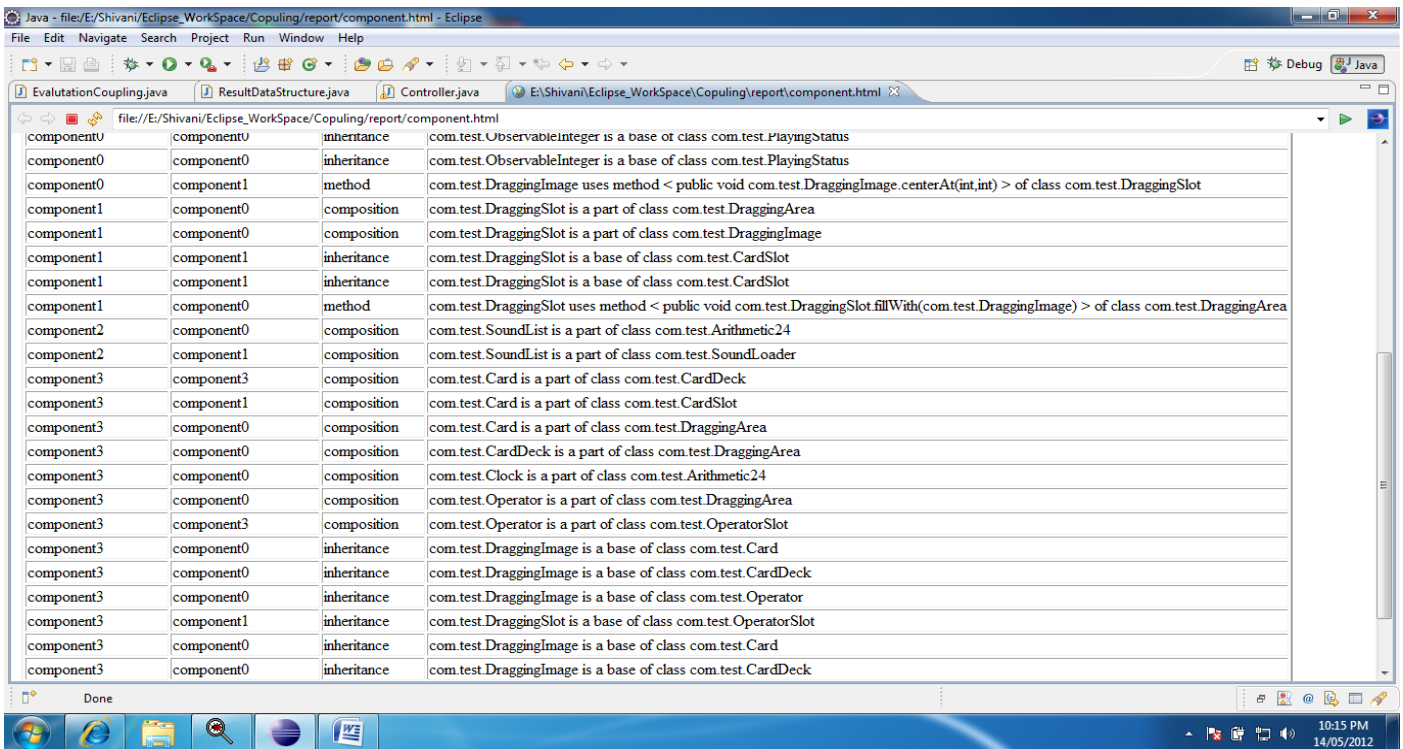 Java - file:/E:/Shivani/Eclipse_WorkSpace/Copuling/report/component.html - Eclipse
File Edit Navigate Search Project Run Window Help
Debug Java
EvalutationCoupling.java ResultDataStructure.java Controller.java E:\Shivani\Eclipse_WorkSpace\Copuling\report\component.html
file://E:/Shivani/Eclipse_WorkSpace/Copuling/report/component.html
component0 component0 inheritance com.test.ObservableInteger is a base of class com.test.PlayingStatus
component0 component0 inheritance com.test.ObservableInteger is a base of class com.test.PlayingStatus
component0 component1 method com.test.DraggingImage uses method < public void com.test.DraggingImage.centerAt(int,int) > of class com.test.DraggingSlot
component1 component0 composition com.test.DraggingSlot is a part of class com.test.DraggingArea
component1 component0 composition com.test.DraggingSlot is a part of class com.test.DraggingImage
component1 component1 inheritance com.test.DraggingSlot is a base of class com.test.CardSlot
component1 component1 inheritance com.test.DraggingSlot is a base of class com.test.CardSlot
component1 component0 method com.test.DraggingSlot uses method < public void com.test.DraggingSlot.fillWith(com.test.DraggingImage) > of class com.test.DraggingArea
component2 component0 composition com.test.SoundList is a part of class com.test.Arithmetic24
component2 component1 composition com.test.SoundList is a part of class com.test.SoundLoader
component3 component3 composition com.test.Card is a part of class com.test.CardDeck
component3 component1 composition com.test.Card is a part of class com.test.CardSlot
component3 component0 composition com.test.Card is a part of class com.test.DraggingArea
component3 component0 composition com.test.CardDeck is a part of class com.test.DraggingArea
component3 component0 composition com.test.Clock is a part of class com.test.Arithmetic24
component3 component0 composition com.test.Operator is a part of class com.test.DraggingArea
component3 component3 composition com.test.Operator is a part of class com.test.OperatorSlot
component3 component0 inheritance com.test.DraggingImage is a base of class com.test.Card
component3 component0 inheritance com.test.DraggingImage is a base of class com.test.CardDeck
component3 component0 inheritance com.test.DraggingImage is a base of class com.test.Operator
component3 component1 inheritance com.test.DraggingSlot is a base of class com.test.OperatorSlot
component3 component0 inheritance com.test.DraggingImage is a base of class com.test.Card
component3 component0 inheritance com.test.DraggingImage is a base of class com.test.CardDeck
Done
10:15 PM
14/05/2012